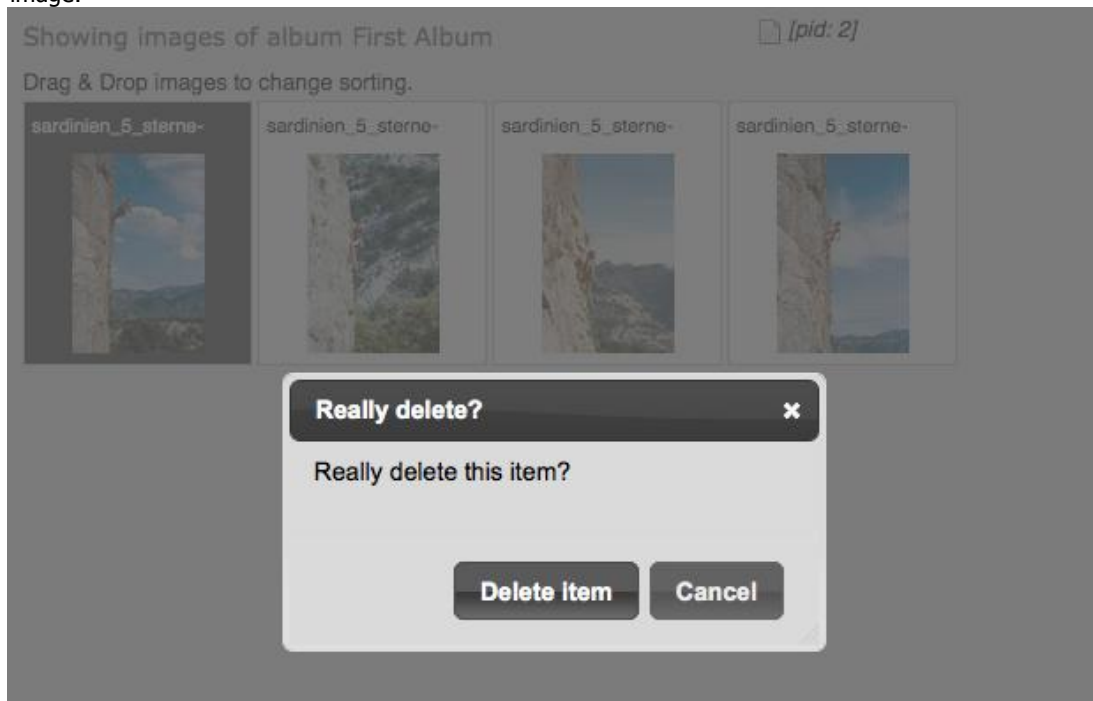 image.
Showing images of album First Album [pid: 2]
Drag & Drop images to change sorting.
sardinien_5_sterne- sardinien_5_sterne- sardinien_5_sterne- sardinien_5_sterne-
Really delete?
Really delete this item?
Delete item Cancel